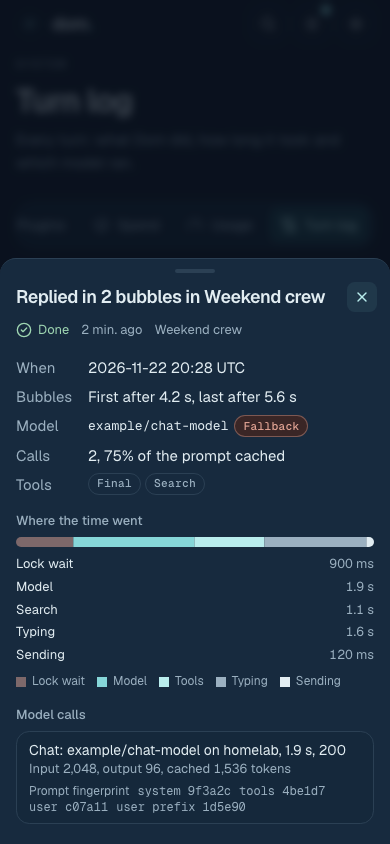 Turn log
Replied in 2 bubbles in Weekend crew
Done 2 min. ago Weekend crew
When 2026-11-22 20:28 UTC
Bubbles First after 4.2 s, last after 5.6 s
Model example/chat-model Fallback
Calls 2, 75% of the prompt cached
Tools Final Search
Where the time went
Lock wait 900 ms
Model 1.9 s
Search 1.1 s
Typing 1.6 s
Sending 120 ms
Lock wait Model Tools Typing Sending
Model calls
Chat: example/chat-model on homelab, 1.9 s, 200
Input 2,048, output 96, cached 1,536 tokens
Prompt fingerprint system 9f3a2c tools 4be1d7
user c07a11 user prefix 1d5e90